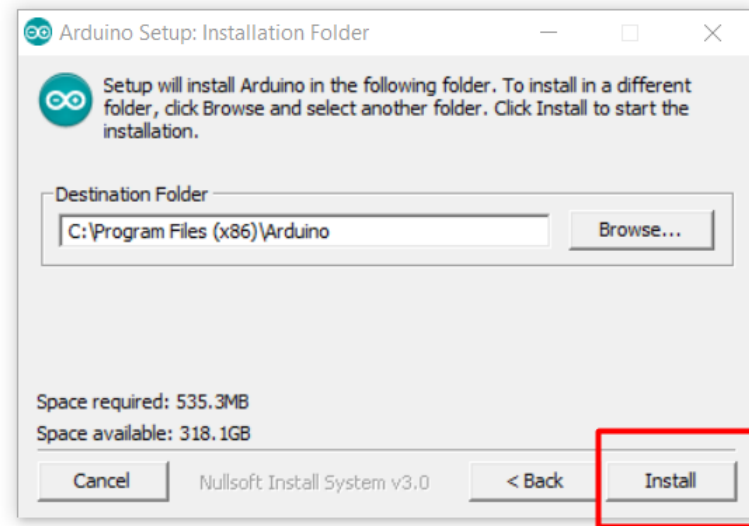 Arduino Setup: Installation Folder
Setup will install Arduino in the following folder. To install in a different
folder, click Browse and select another folder. Click Install to start the
installation.
Destination Folder
C:\Program Files (x86)\Arduino
Browse...
Space required: 535.3MB
Space available: 318.1GB
Cancel
Nullsoft Install System v3.0
< Back
Install